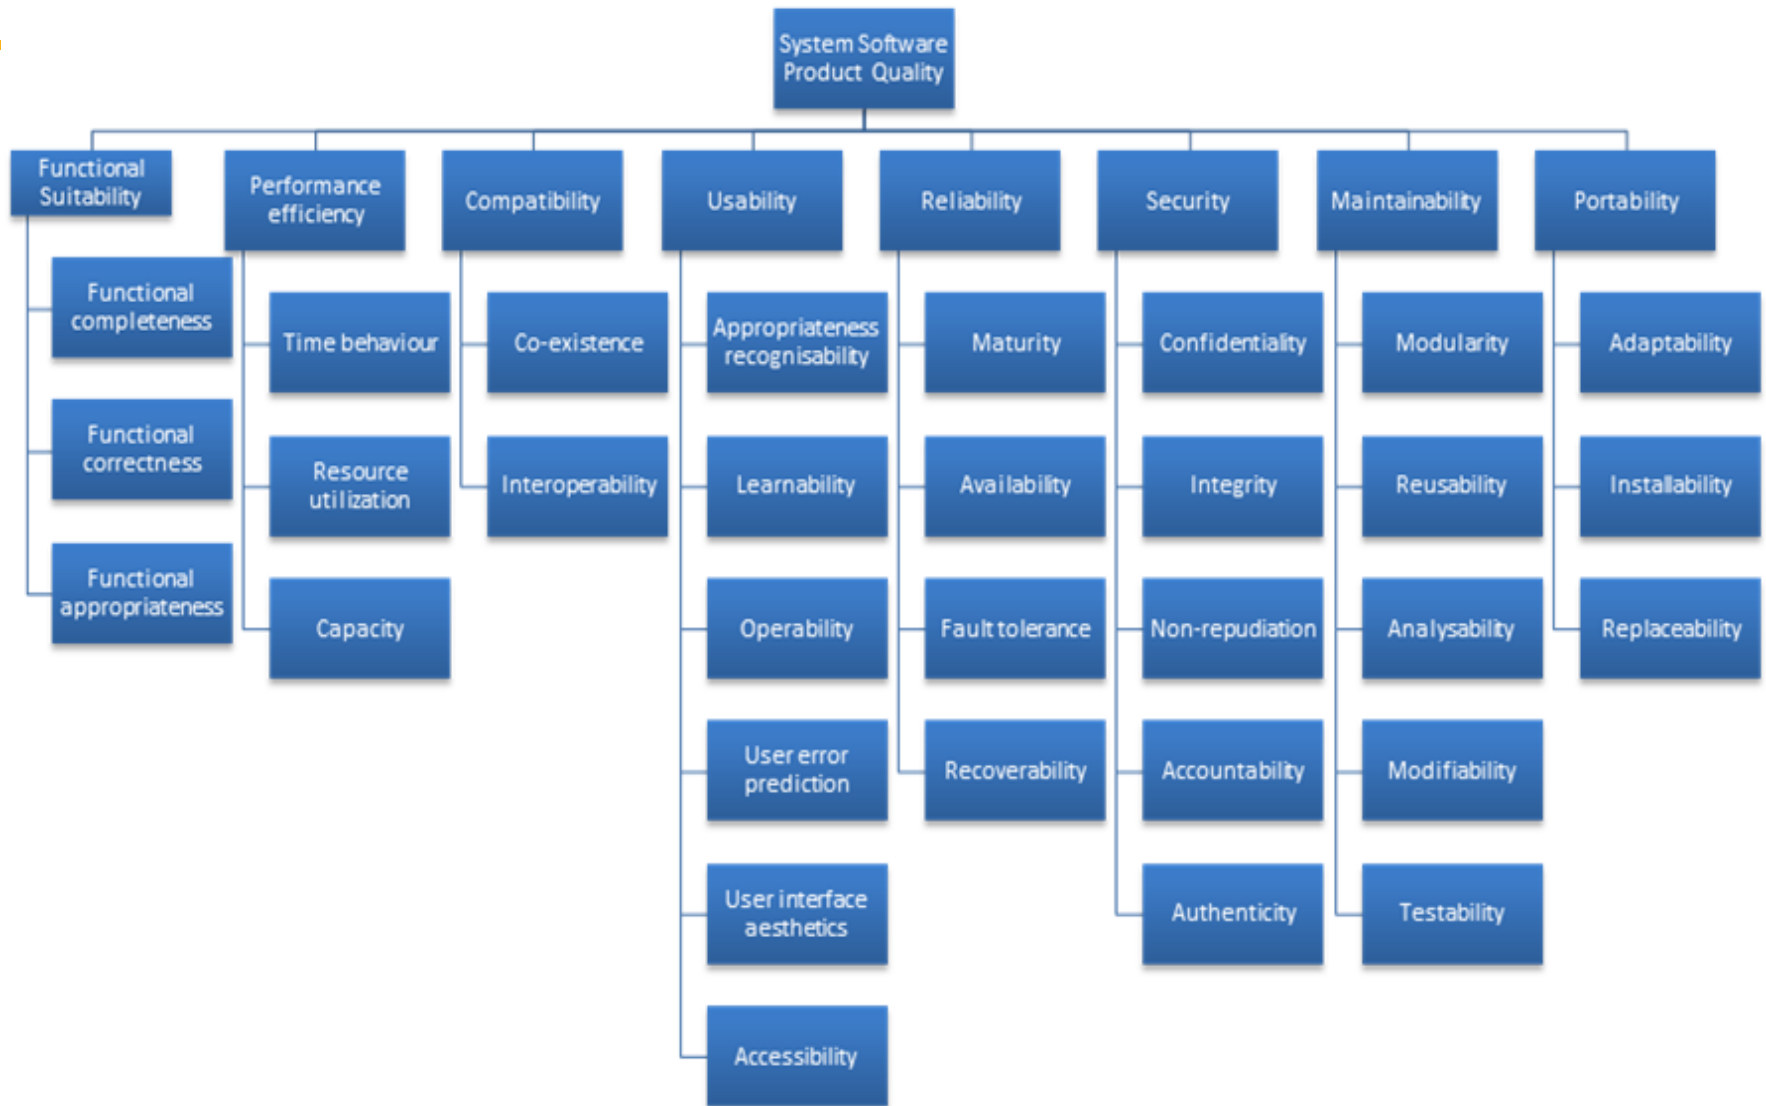 System Software
Product Quality
Functional
Suitability
Performance
efficiency
Compatibility
Usability
Reliability
Security
Maintainability
Portability
Functional
completeness
Functional
correctness
Functional
appropriateness
Time behaviour
Resource
utilization
Capacity
Co-existence
Interoperability
Appropriateness
recognisability
Learnability
Operability
User error
prediction
User interface
aesthetics
Accessibility
Maturity
Availability
Fault tolerance
Recoverability
Confidentiality
Integrity
Non-repudiation
Accountability
Authenticity
Modularity
Reusability
Analysability
Modifiability
Testability
Adaptability
Installability
Replaceability